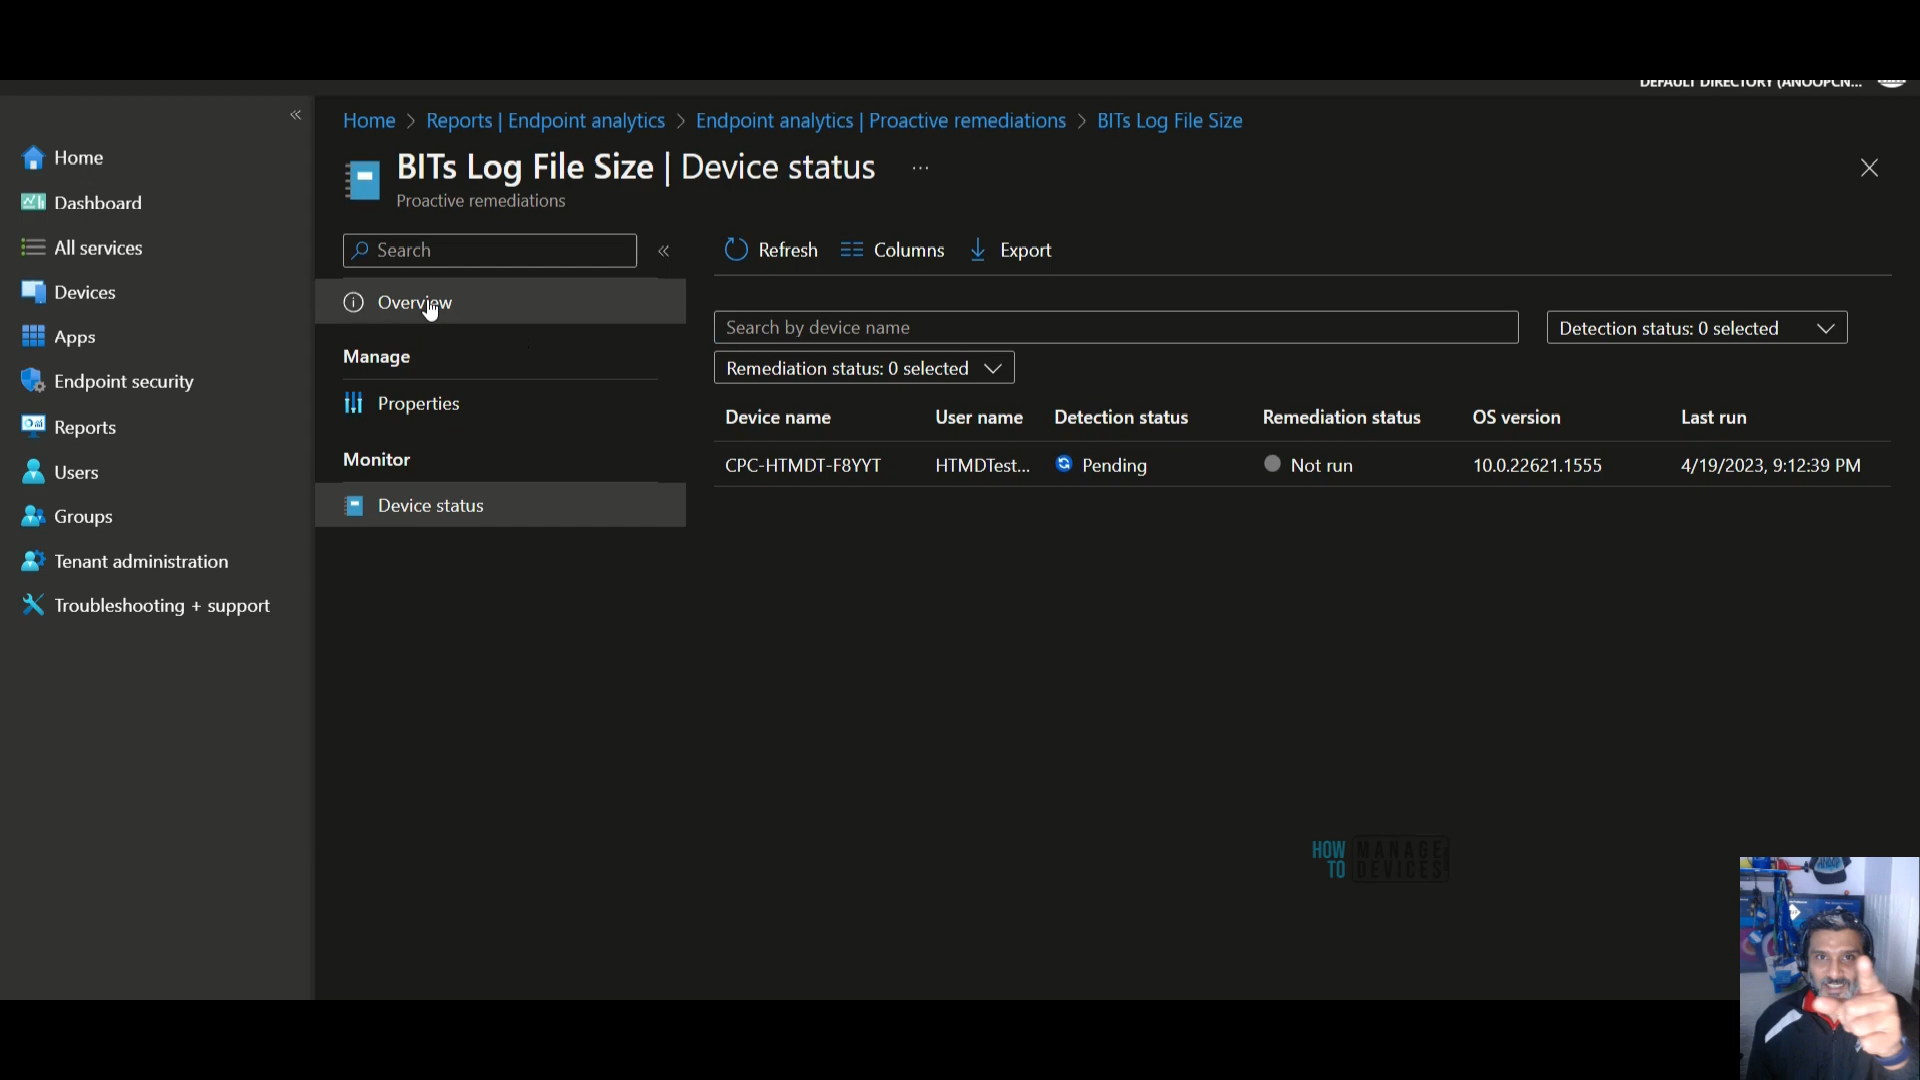 DEFAULT DIRECTORY (ANOOPCN...
«
Home > Reports | Endpoint analytics > Endpoint analytics | Proactive remediations > BITs Log File Size
BITs Log File Size | Device status ...
Proactive remediations
Home
Dashboard
All services
Devices
Apps
Endpoint security
Reports
Users
Groups
Tenant administration
Troubleshooting + support
Search «
Overview
Manage
Properties
Monitor
Device status
Refresh Columns Export
Search by device name Detection status: 0 selected
Remediation status: 0 selected
Device name User name Detection status Remediation status OS version Last run
CPC-HTMDT-F8YYT HTMDTest... Pending Not run 10.0.22621.1555 4/19/2023, 9:12:39 PM
HOW MANAGE
TO DEVICES